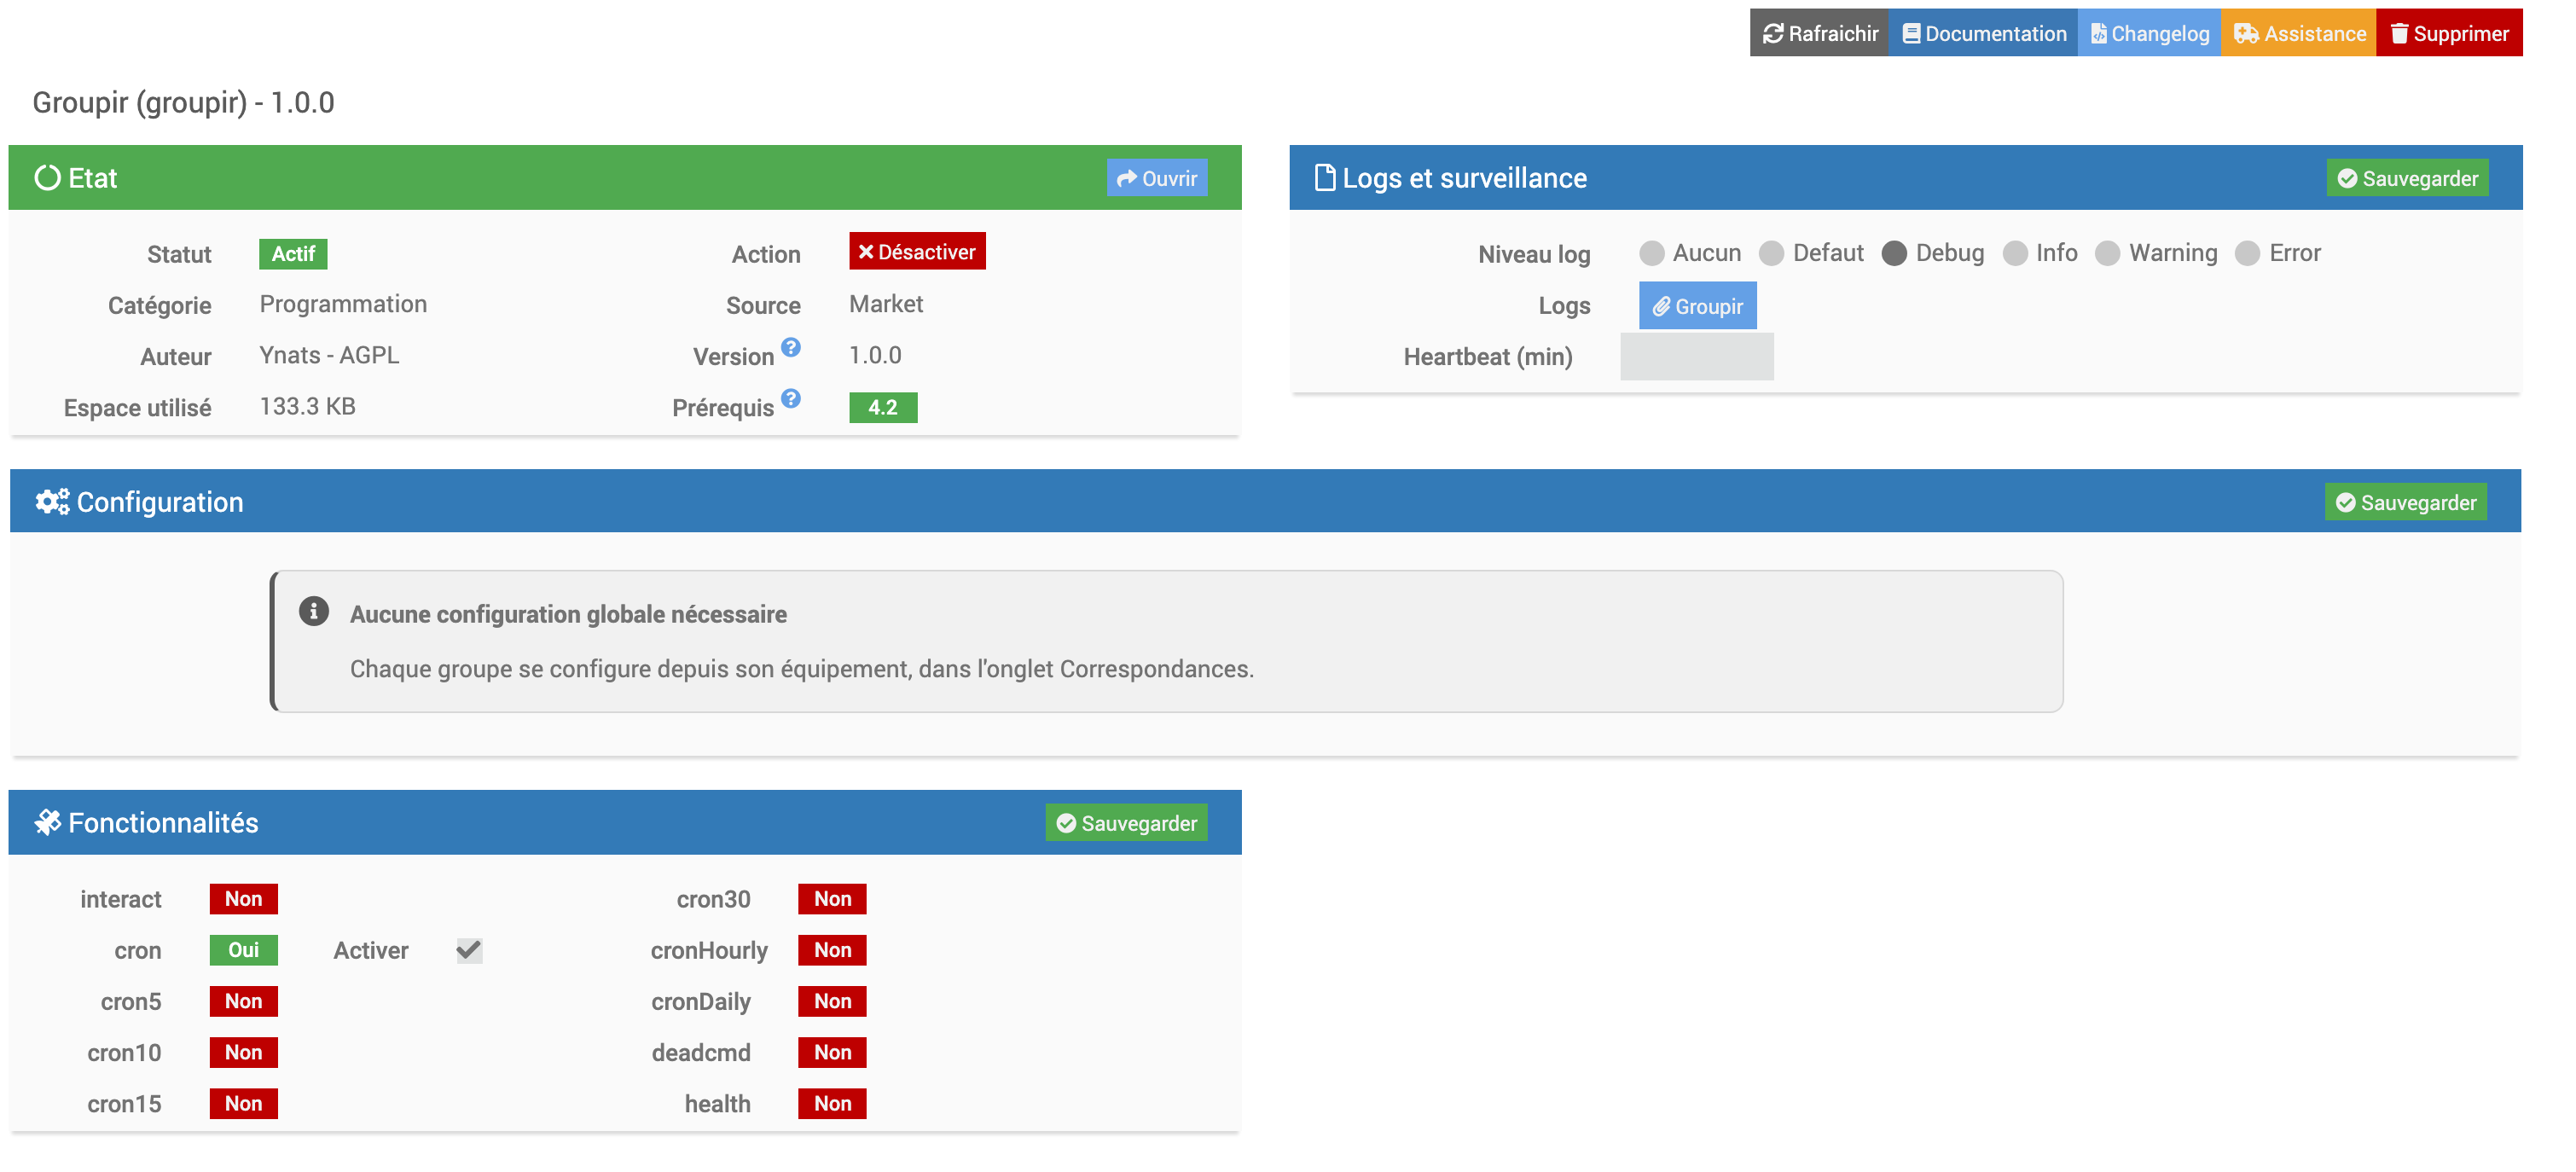 Rafraichir Documentation Changelog Assistance Supprimer
Groupir (groupir) - 1.0.0
Etat Ouvrir
Statut Actif Action Désactiver
Catégorie Programmation Source Market
Auteur Ynats - AGPL Version ? 1.0.0
Espace utilisé 133.3 KB Prérequis ? 4.2
Logs et surveillance Sauvegarder
Niveau log Aucun Defaut Debug Info Warning Error
Logs Groupir
Heartbeat (min)
Configuration Sauvegarder
Aucune configuration globale nécessaire
Chaque groupe se configure depuis son équipement, dans l'onglet Correspondances.
Fonctionnalités Sauvegarder
interact Non cron30 Non
cron Oui Activer cronHourly Non
cron5 Non cronDaily Non
cron10 Non deadcmd Non
cron15 Non health Non